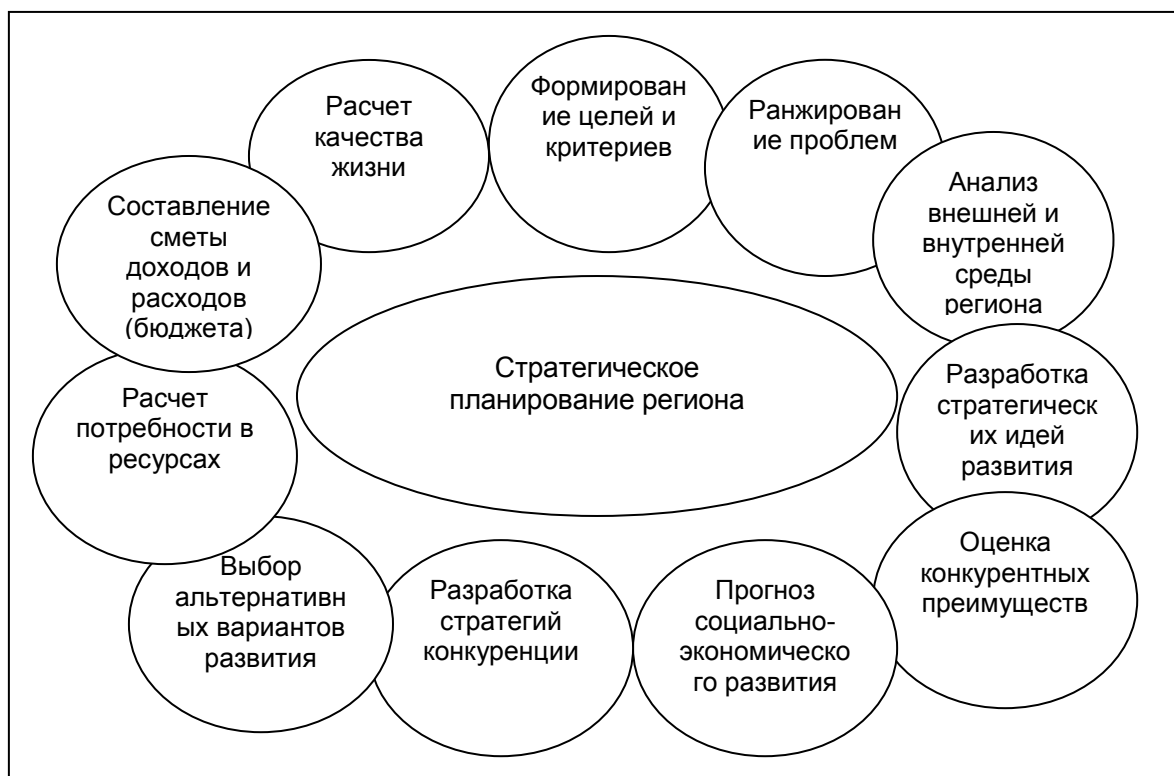 Формирован
ие целей и
критериев
Ранжирован
ие проблем
Анализ
внешней и
внутренней
среды
региона
Разработка
стратегическ
их идей
развития
Оценка
конкурентных
преимуществ
Прогноз
социально-
экономическо
го развития
Разработка
стратегий
конкуренции
Выбор
альтернативн
ых вариантов
развития
Расчет
потребности в
ресурсах
Составление
сметы
доходов и
расходов
(бюджета)
Расчет
качества
жизни
Стратегическое
планирование региона